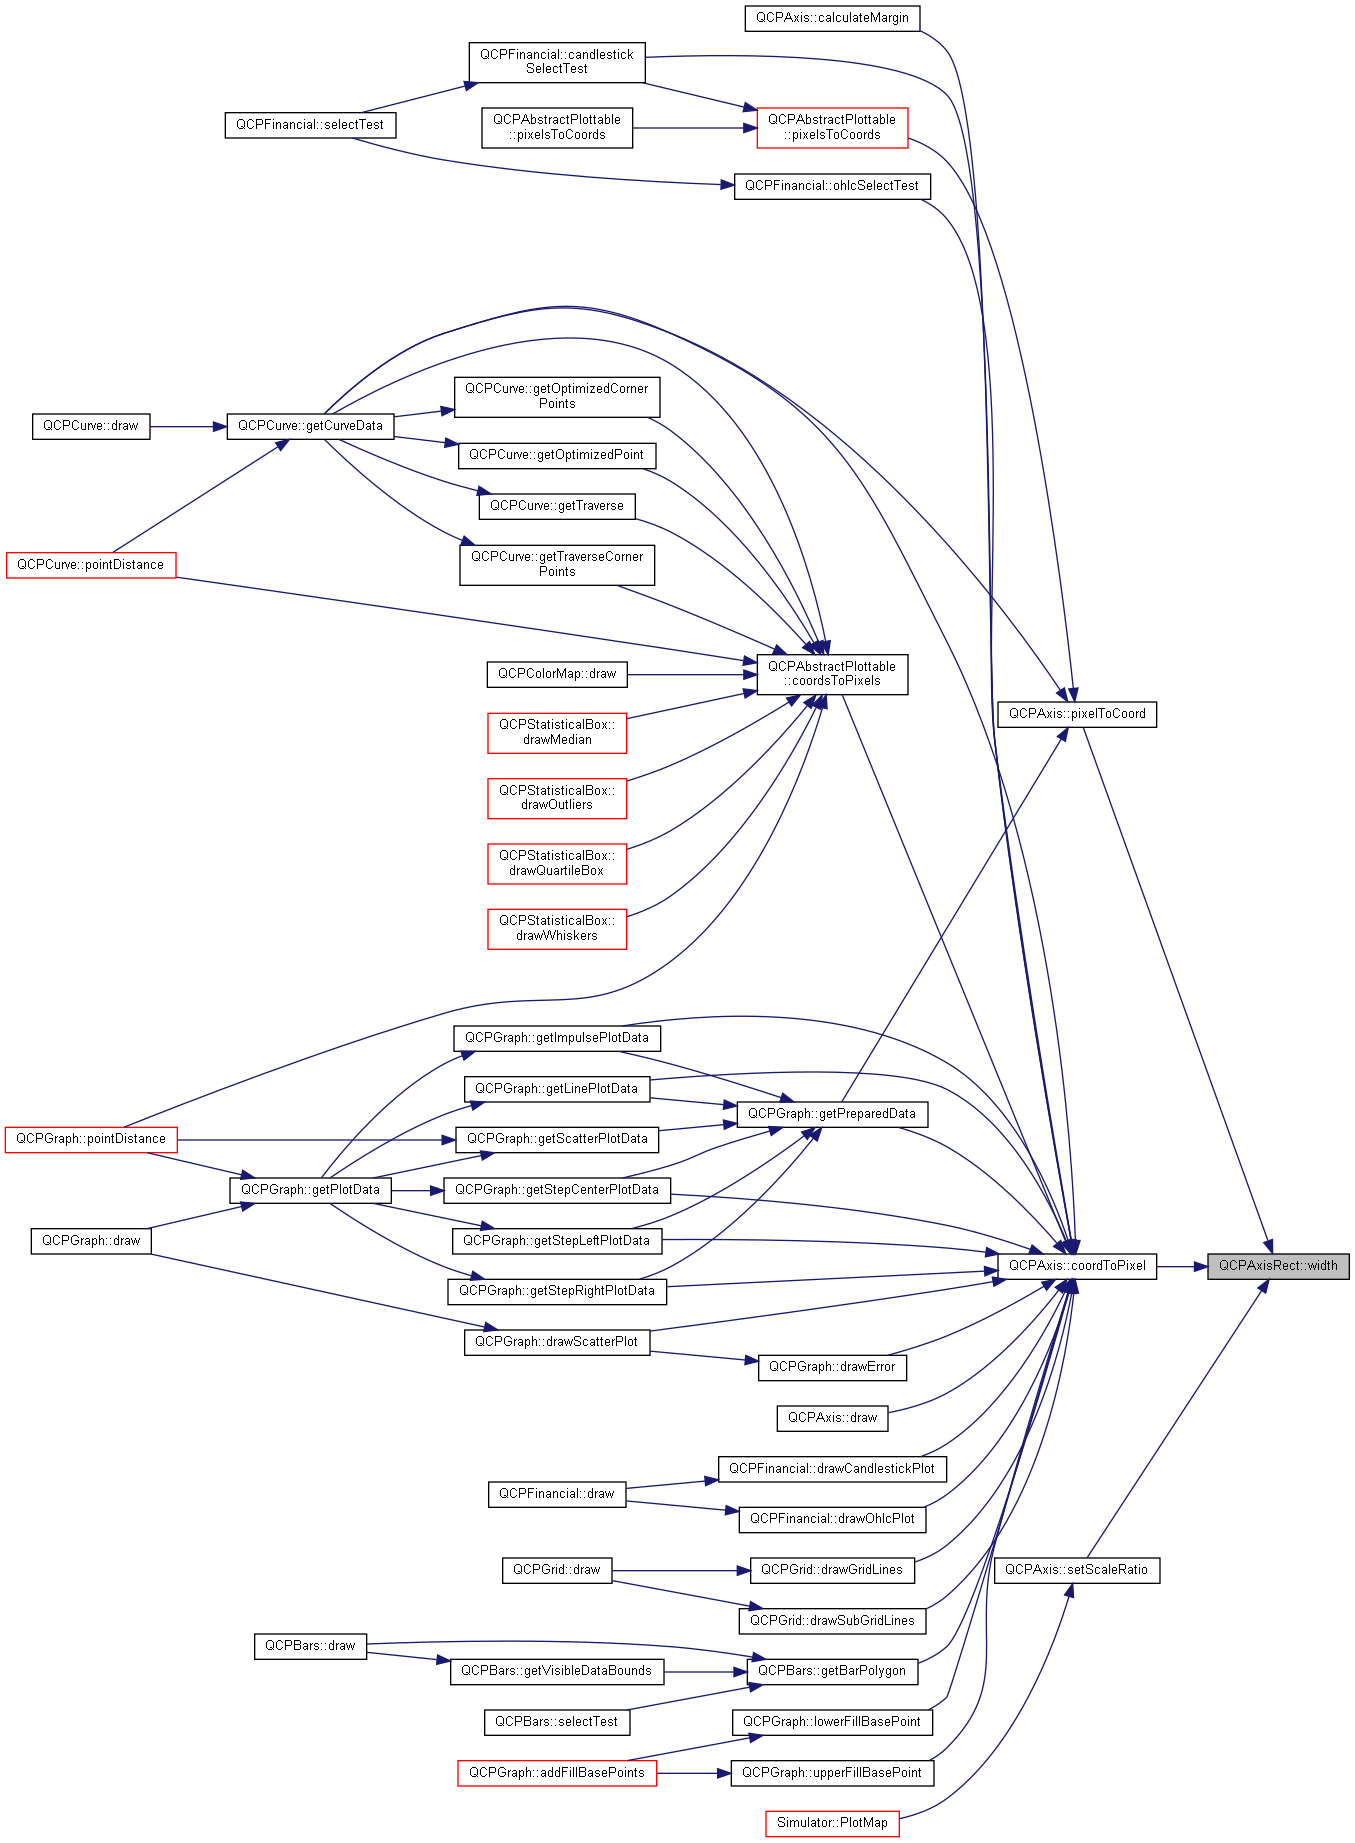 QCPAxis::calculateMargin
QCPFinancial::candlestick
SelectTest
QCPFinancial::selectTest
QCPAbstractPlottable
::pixelsToCoords
QCPAbstractPlottable
::pixelsToCoords
QCPFinancial::ohlcSelectTest
QCPCurve::getOptimizedCorner
Points
QCPCurve::draw
QCPCurve::getCurveData
QCPCurve::getOptimizedPoint
QCPCurve::getTraverse
QCPCurve::getTraverseCorner
Points
QCPCurve::pointDistance
QCPAbstractPlottable
::coordsToPixels
QCPColorMap::draw
QCPAxis::pixelToCoord
QCPStatisticalBox::
drawMedian
QCPStatisticalBox::
drawOutliers
QCPStatisticalBox::
drawQuartileBox
QCPStatisticalBox::
drawWhiskers
QCPGraph::getImpulsePlotData
QCPGraph::getLinePlotData
QCPGraph::getPreparedData
QCPGraph::pointDistance
QCPGraph::getScatterPlotData
QCPGraph::getPlotData
QCPGraph::getStepCenterPlotData
QCPGraph::draw
QCPGraph::getStepLeftPlotData
QCPAxis::coordToPixel
QCPAxisRect::width
QCPGraph::getStepRightPlotData
QCPGraph::drawScatterPlot
QCPGraph::drawError
QCPAxis::draw
QCPFinancial::drawCandlestickPlot
QCPFinancial::draw
QCPFinancial::drawOhlcPlot
QCPGrid::draw
QCPGrid::drawGridLines
QCPAxis::setScaleRatio
QCPGrid::drawSubGridLines
QCPBars::draw
QCPBars::getVisibleDataBounds
QCPBars::getBarPolygon
QCPBars::selectTest
QCPGraph::lowerFillBasePoint
QCPGraph::addFillBasePoints
QCPGraph::upperFillBasePoint
Simulator::PlotMap